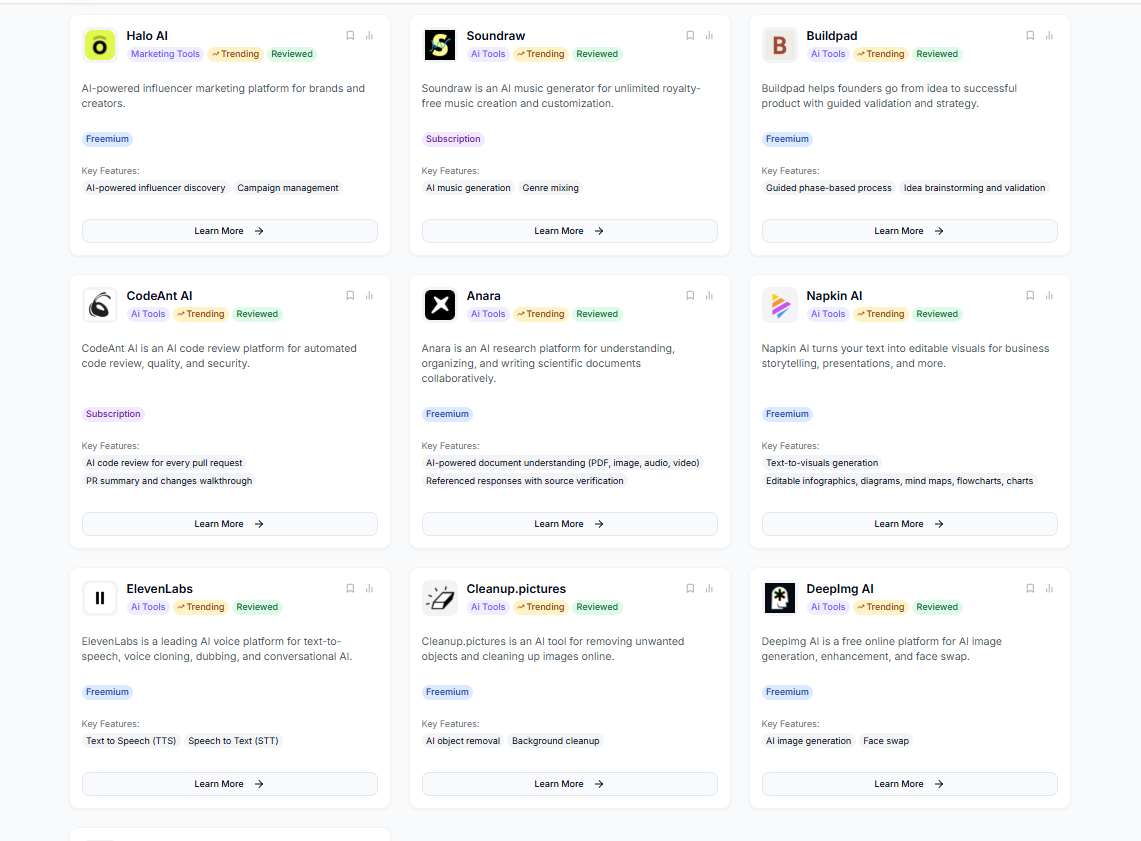 Halo AI
Marketing Tools Trending Reviewed
AI-powered influencer marketing platform for brands and
creators.
Freemium
Key Features:
AI-powered influencer discovery Campaign management
Learn More
S
Soundraw
Ai Tools Trending Reviewed
Soundraw is an AI music generator for unlimited royalty-
free music creation and customization.
Subscription
Key Features:
AI music generation Genre mixing
Learn More
B
Buildpad
Ai Tools Trending Reviewed
Buildpad helps founders go from idea to successful
product with guided validation and strategy.
Freemium
Key Features:
Guided phase-based process Idea brainstorming and validation
Learn More
CodeAnt AI
Ai Tools Trending Reviewed
CodeAnt AI is an AI code review platform for automated
code review, quality, and security.
Subscription
Key Features:
AI code review for every pull request
PR summary and changes walkthrough
Learn More
Anara
Ai Tools Trending Reviewed
Anara is an AI research platform for understanding,
organizing, and writing scientific documents
collaboratively.
Freemium
Key Features:
AI-powered document understanding (PDF, image, audio, video)
Referenced responses with source verification
Learn More
Napkin AI
Ai Tools Trending Reviewed
Napkin AI turns your text into editable visuals for business
storytelling, presentations, and more.
Freemium
Key Features:
Text-to-visuals generation
Editable infographics, diagrams, mind maps, flowcharts, charts
Learn More
ElevenLabs
Ai Tools Trending Reviewed
ElevenLabs is a leading AI voice platform for text-to-
speech, voice cloning, dubbing, and conversational AI.
Freemium
Key Features:
Text to Speech (TTS) Speech to Text (STT)
Learn More
Cleanup.pictures
Ai Tools Trending Reviewed
Cleanup.pictures is an AI tool for removing unwanted
objects and cleaning up images online.
Freemium
Key Features:
AI object removal Background cleanup
Learn More
DeepImg AI
Ai Tools Trending Reviewed
DeepImg AI is a free online platform for AI image
generation, enhancement, and face swap.
Freemium
Key Features:
AI image generation Face swap
Learn More